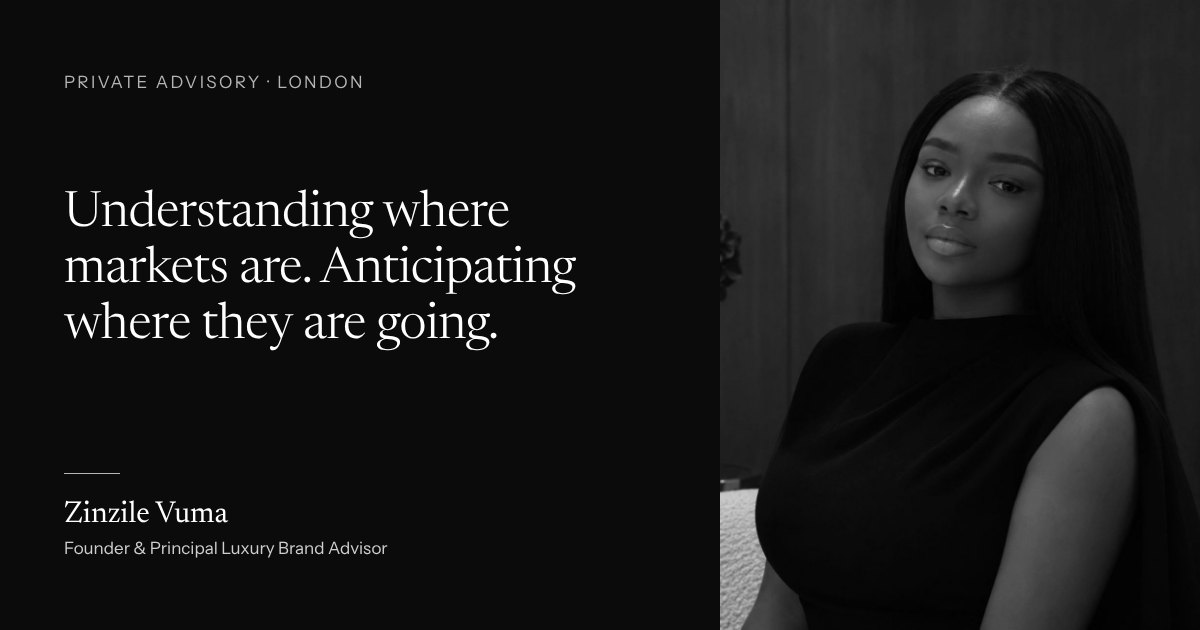 PRIVATE ADVISORY · LONDON
Understanding where
markets are. Anticipating
where they are going.
Zinzile Vuma
Founder & Principal Luxury Brand Advisor